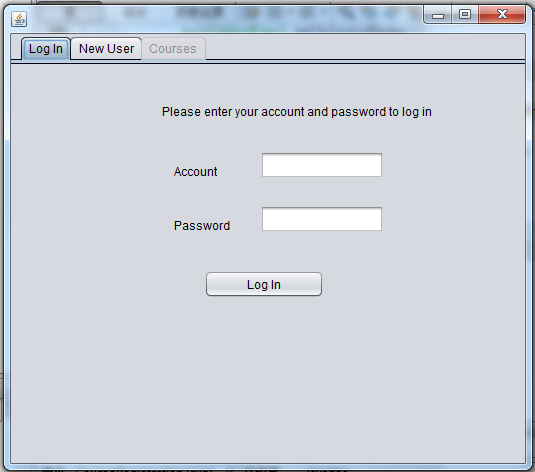 Log In New User Courses
Please enter your account and password to log in
Account
Password
Log In